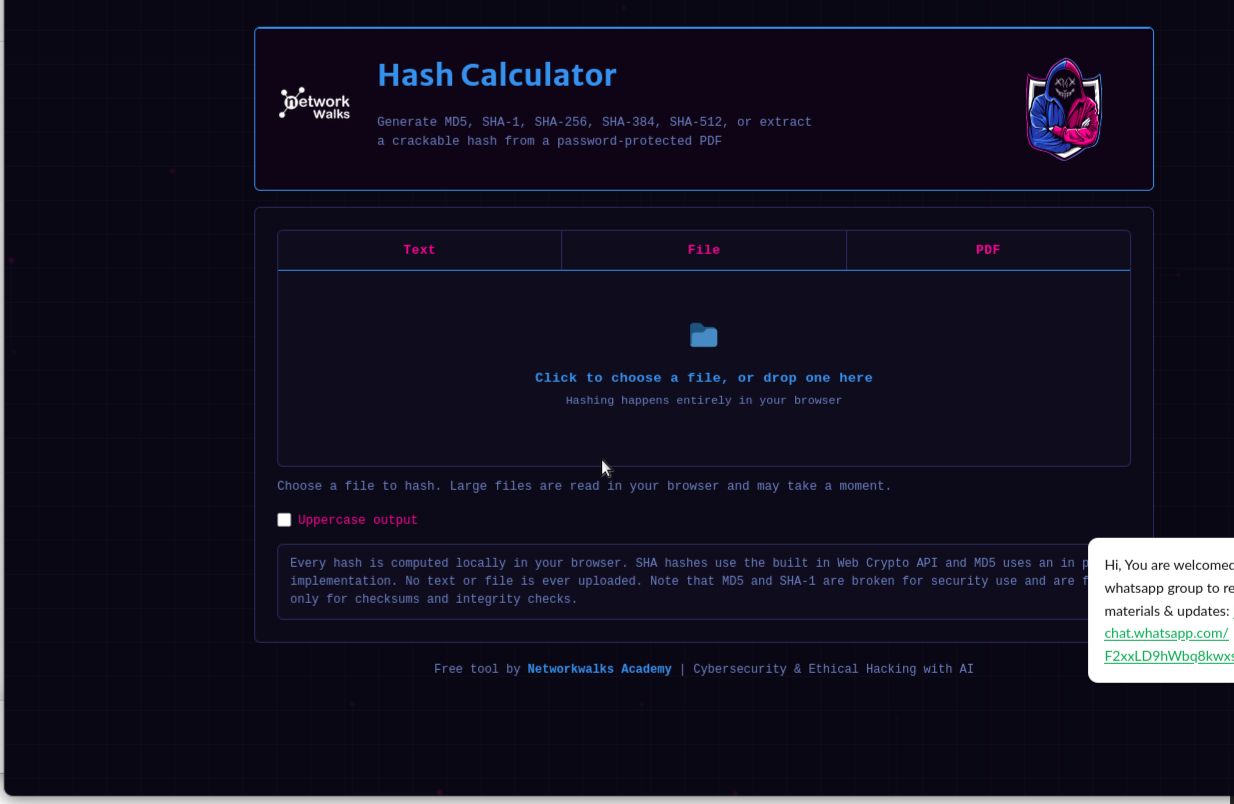 network
Walks
Hash Calculator
Generate MD5, SHA-1, SHA-256, SHA-384, SHA-512, or extract
a crackable hash from a password-protected PDF
Text
File
PDF
Click to choose a file, or drop one here
Hashing happens entirely in your browser
Choose a file to hash. Large files are read in your browser and may take a moment.
Uppercase output
Every hash is computed locally in your browser. SHA hashes use the built in Web Crypto API and MD5 uses an in
implementation. No text or file is ever uploaded. Note that MD5 and SHA-1 are broken for security use and are
only for checksums and integrity checks.
Hi, You are welcomed
whatsapp group to
materials & updates:
chat.whatsapp.com/
F2xxLD9hWbq8kwxs
Free tool by Networkwalks Academy | Cybersecurity & Ethical Hacking with AI